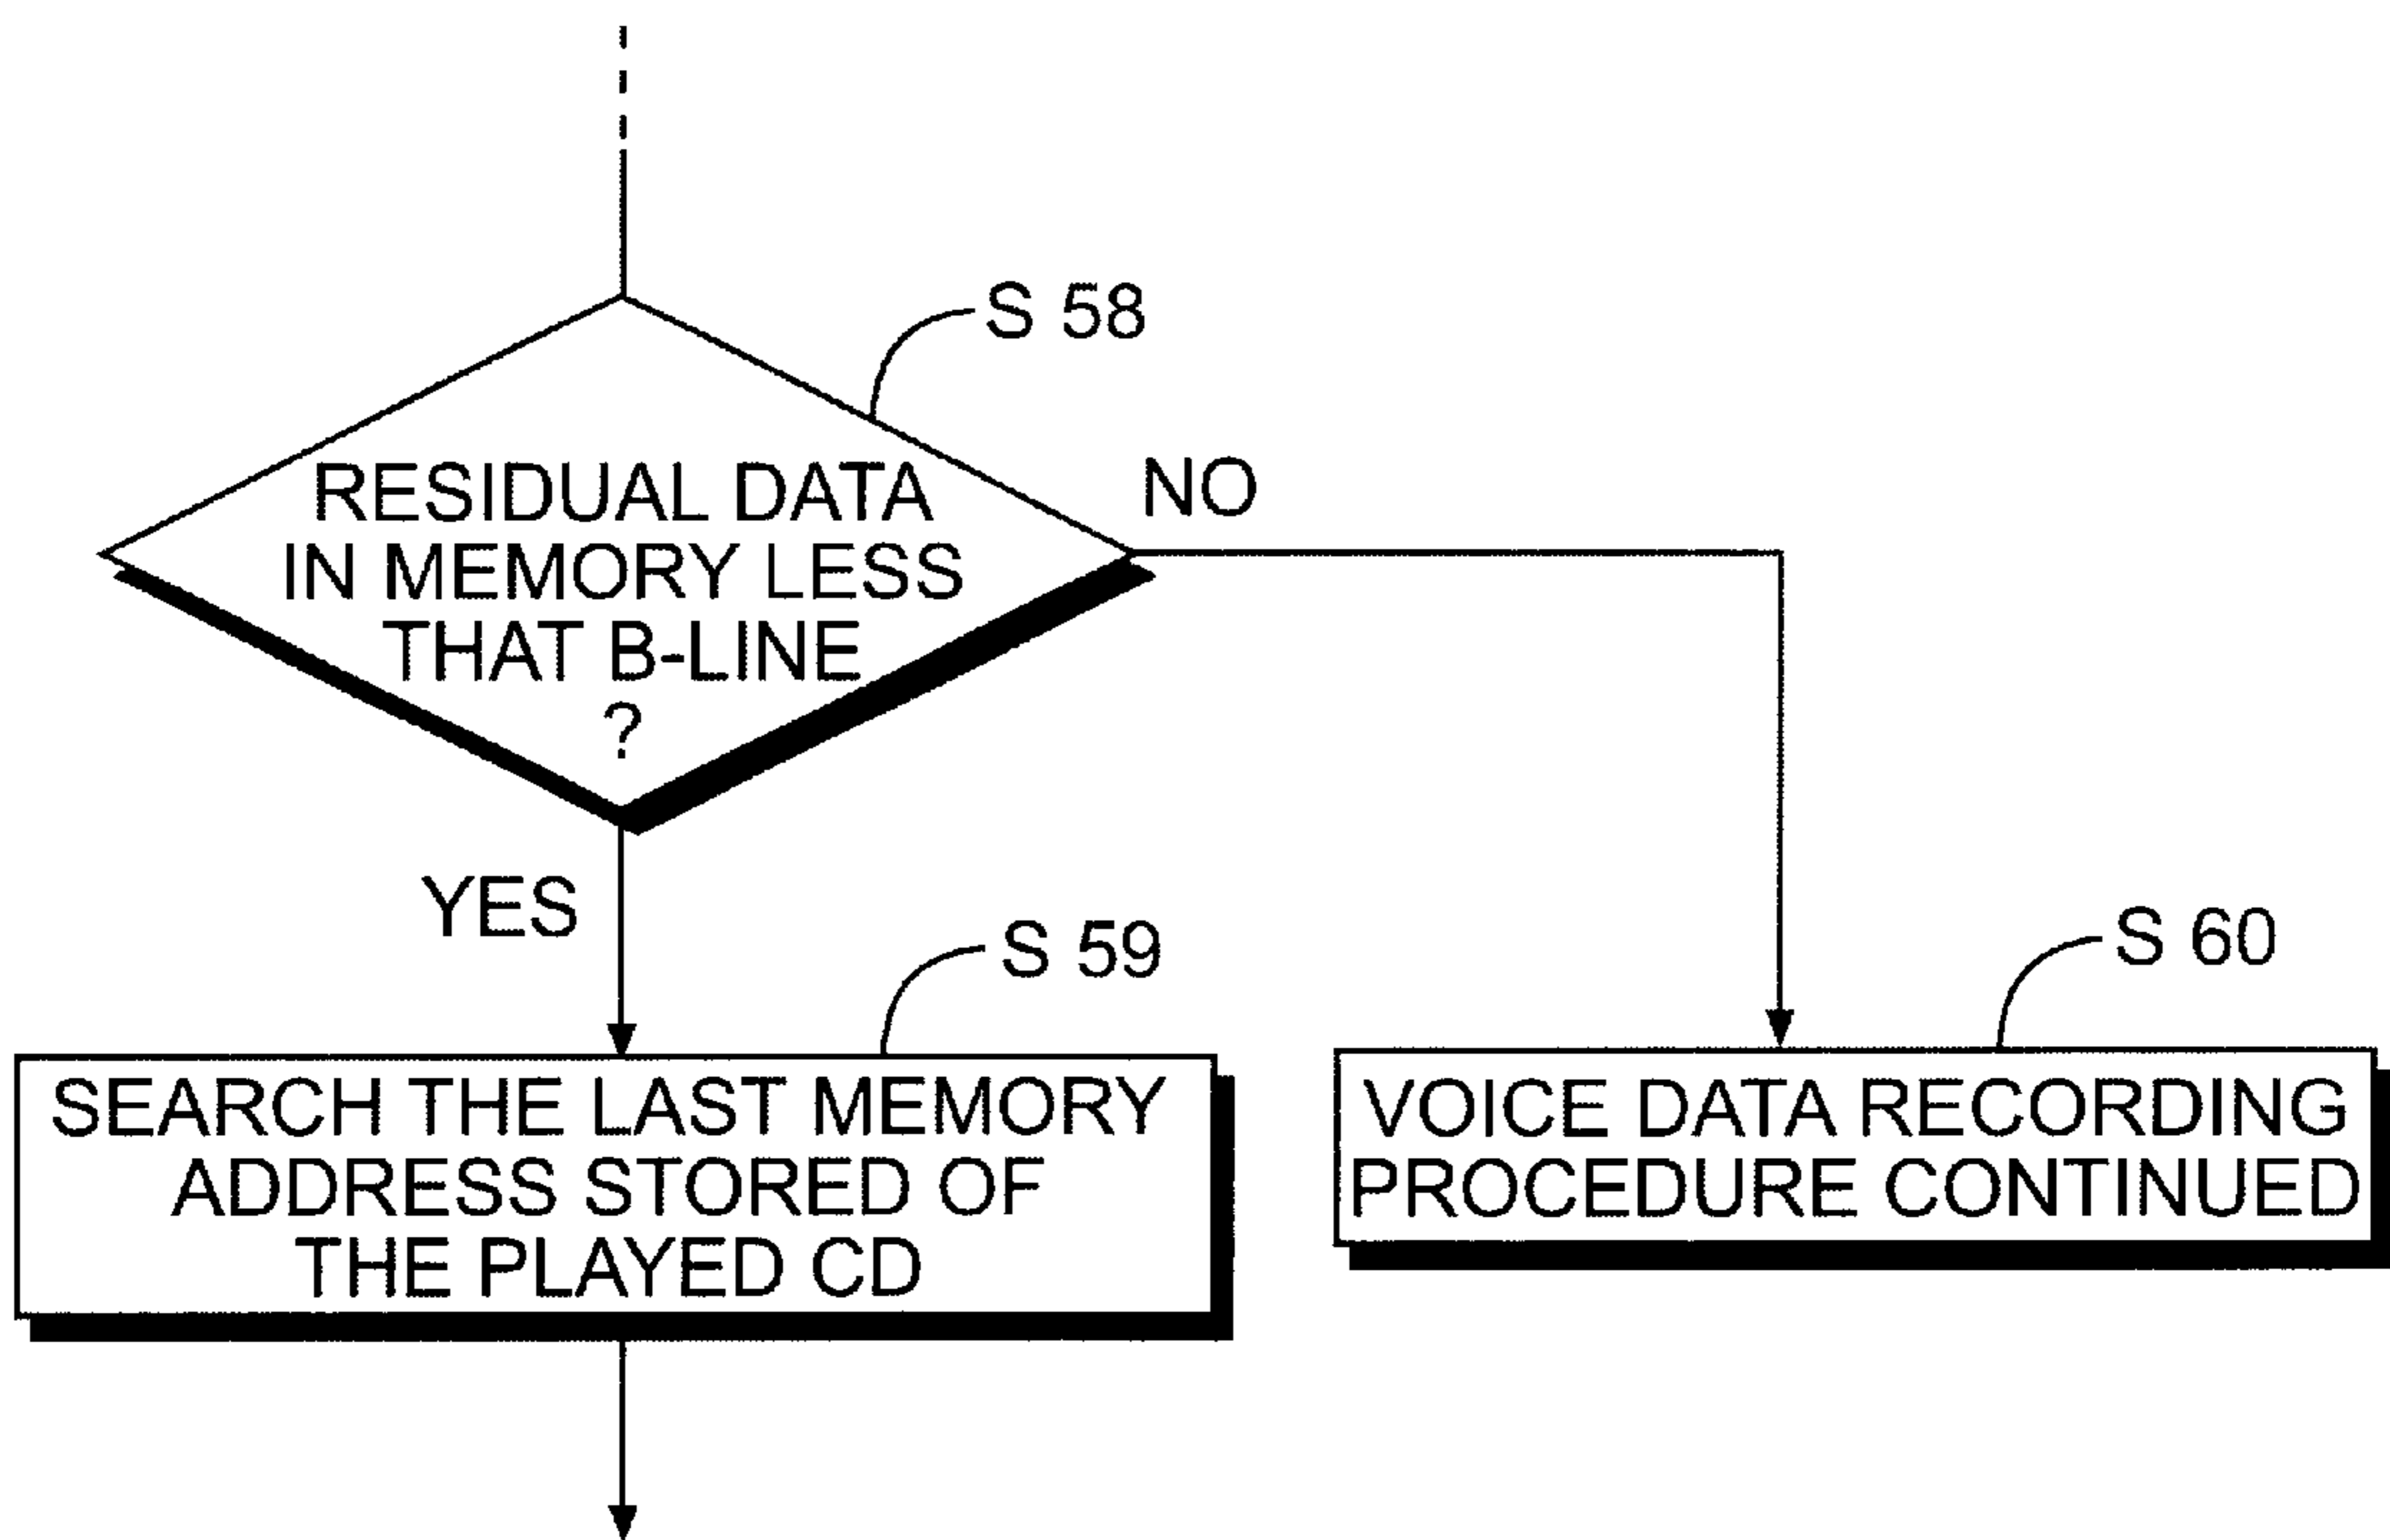 S 58
RESIDUAL DATA
IN MEMORY LESS
THAT B-LINE
?
NO
YES
S 59
SEARCH THE LAST MEMORY
ADDRESS STORED OF
THE PLAYED CD
S 60
VOICE DATA RECORDING
PROCEDURE CONTINUED